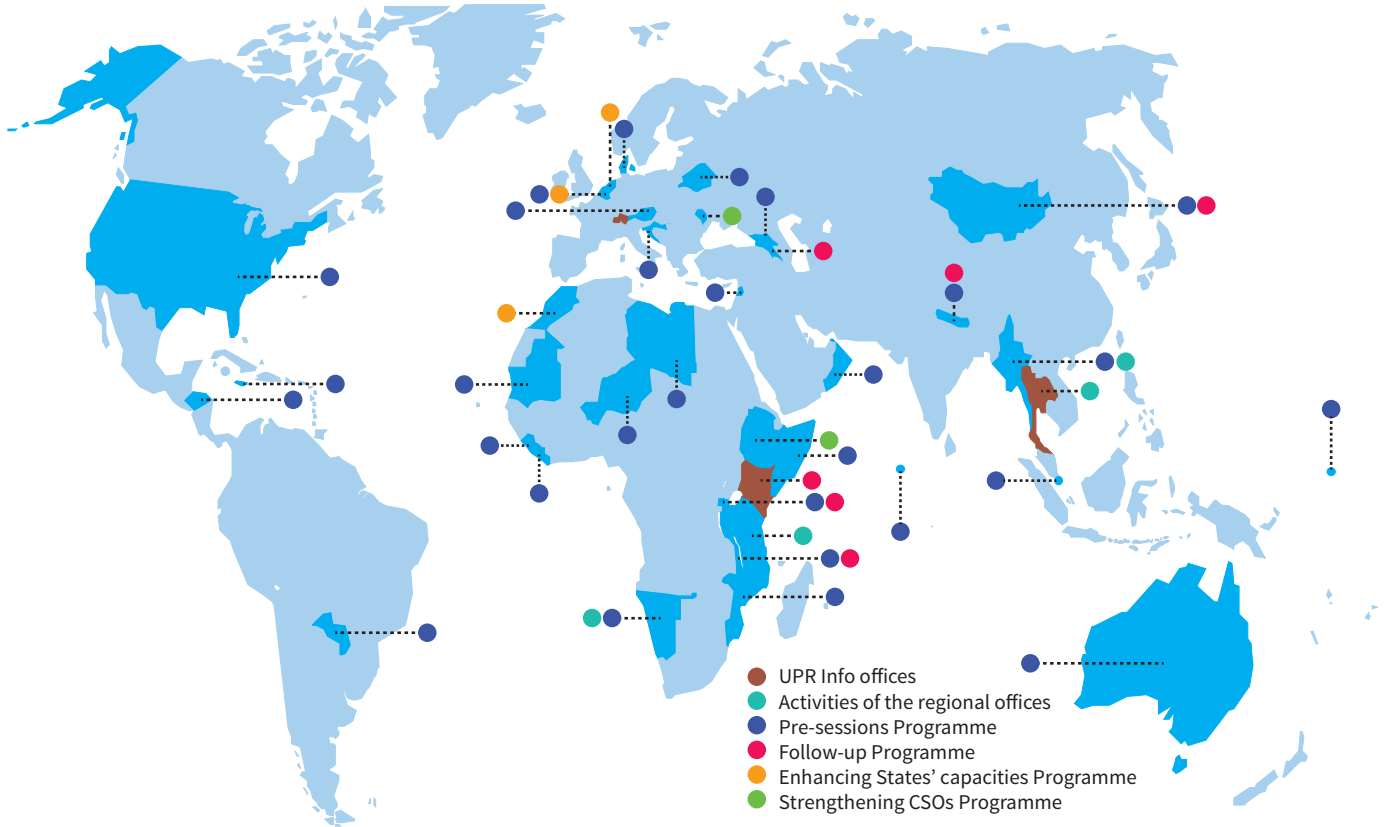 UPR Info offices
Activities of the regional offices
Pre-sessions Programme
Follow-up Programme
Enhancing States’ capacities Programme
Strengthening CSOs Programme